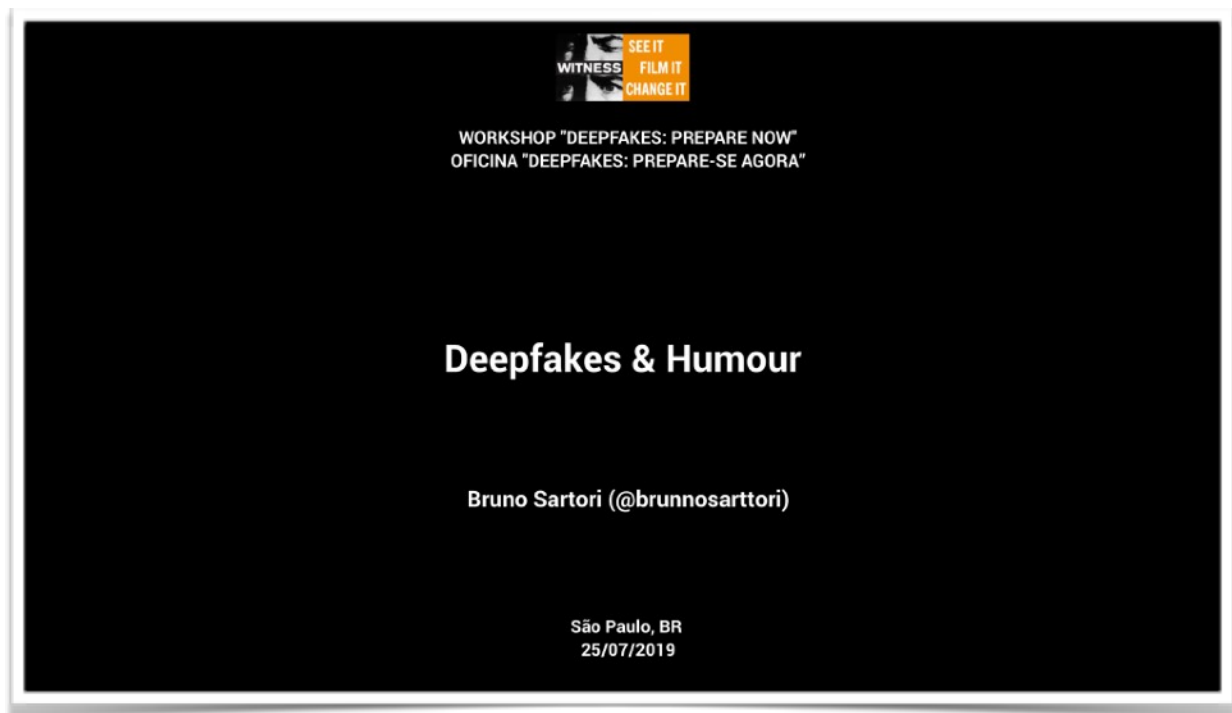 WITNESS
SEE IT
FILM IT
CHANGE IT
WORKSHOP "DEEPFAKES: PREPARE NOW"
OFICINA "DEEPFAKES: PREPARE-SE AGORA”
Deepfakes & Humour
Bruno Sartori (@brunnosarttori)
São Paulo, BR
25/07/2019